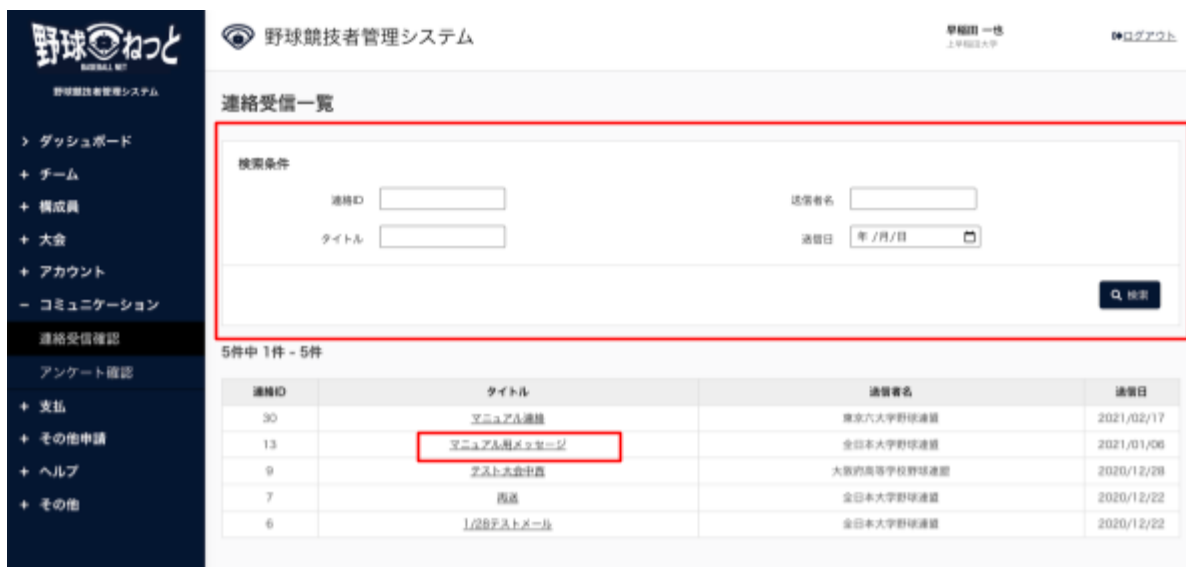 野球ねっと
BASEBALL NET
野球競技者管理システム
野球競技者管理システム
早稲田 一也
上早稲田大学
ログアウト
> ダッシュボード
+ チーム
+ 構成員
+ 大会
+ アカウント
− コミュニケーション
連絡受信確認
アンケート確認
+ 支払
+ その他申請
+ ヘルプ
+ その他
連絡受信一覧
検索条件
連絡ID
送信者名
タイトル
送信日 年 /月/日
検索
5件中 1件 - 5件
連絡ID タイトル 送信者名 送信日
30 マニュアル連絡 東京六大学野球連盟 2021/02/17
13 マニュアル用メッセージ 全日本大学野球連盟 2021/01/06
9 テスト大会申真 大阪府高等学校野球連盟 2020/12/28
7 再送 全日本大学野球連盟 2020/12/22
6 1/28テストメール 全日本大学野球連盟 2020/12/22